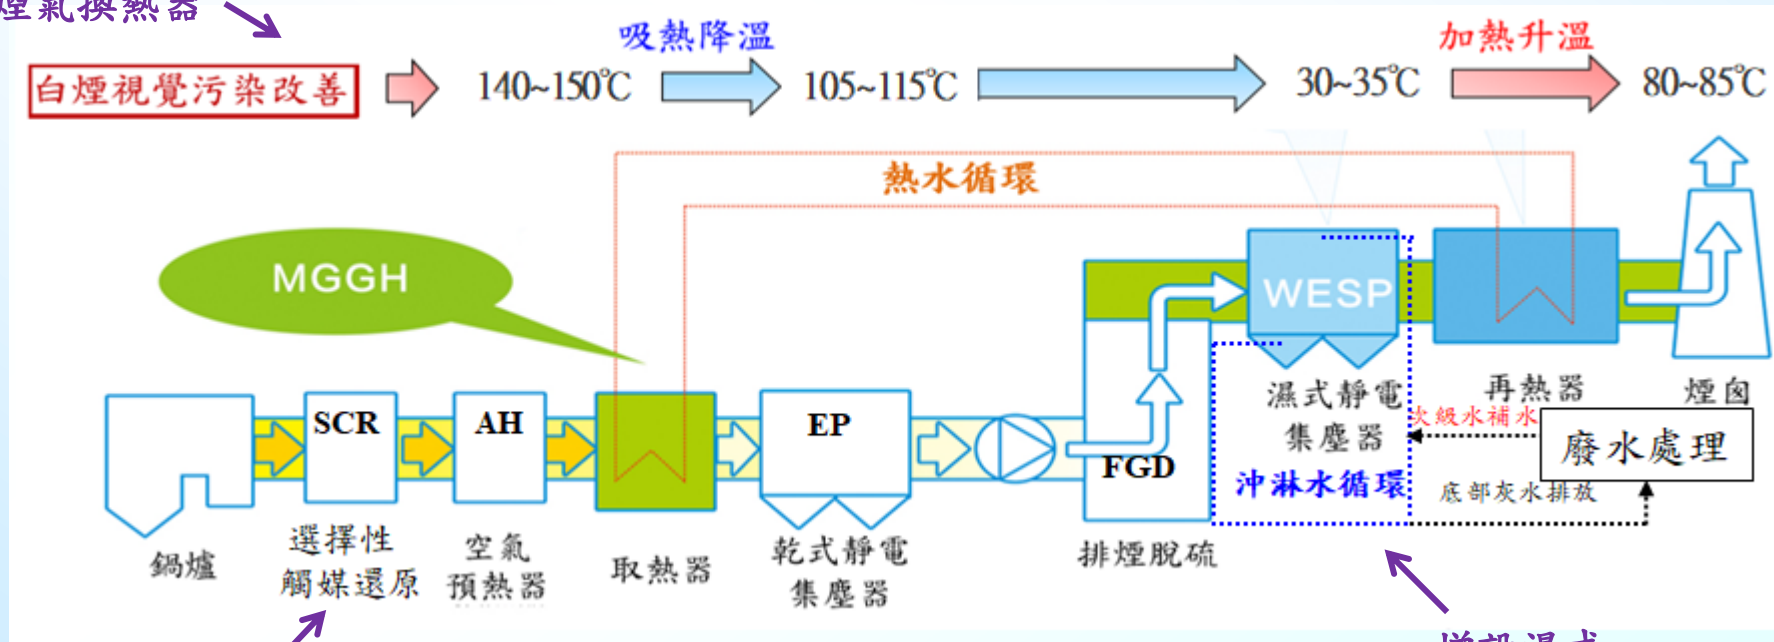 煙氣換熱器
吸熱降溫
加熱升溫
白煙視覺污染改善
140~150℃
105~115℃
30~35℃
80~85℃
熱水循環
MGGH
WESP
SCR
AH
EP
FGD
濕式靜電
集塵器
再熱器
煙囪
次級水補水
廢水處理
沖淋水循環
底部灰水排放
鍋爐
選擇性
觸媒還原
空氣
預熱器
取熱器
乾式靜電
集塵器
排煙脫硫
增設濕式